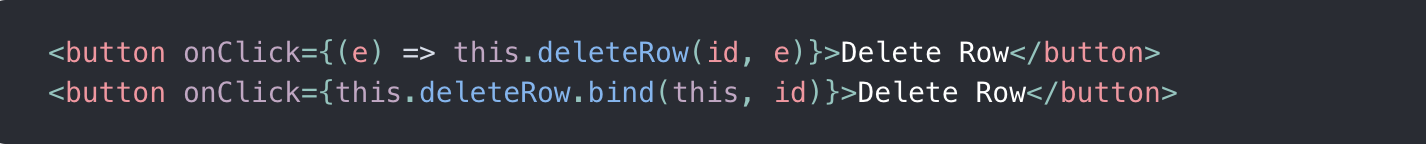 <button onClick={(e) => this.deleteRow(id, e)}>Delete Row</button>
<button onClick={this.deleteRow.bind(this, id)}>Delete Row</button>